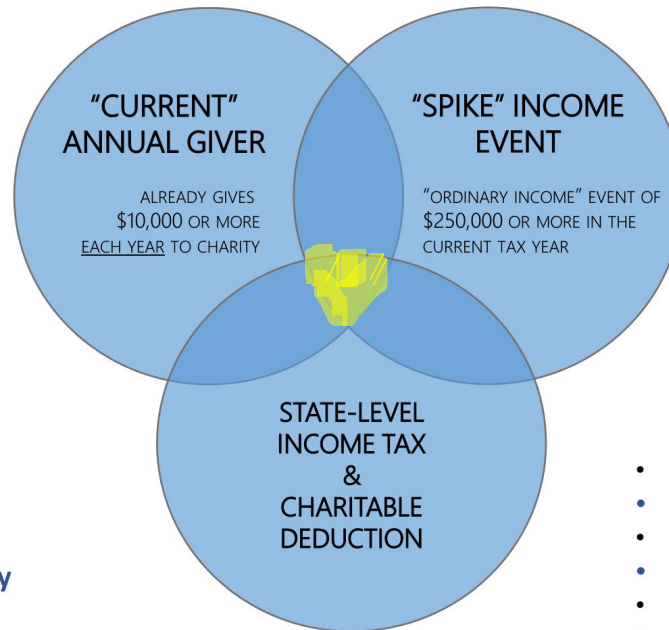 “CURRENT”
ANNUAL GIVER
ALREADY GIVES
$10,000 OR MORE
EACH YEAR TO CHARITY
“SPIKE” INCOME
EVENT
“ORDINARY INCOME” EVENT OF
$250,000 OR MORE IN THE
CURRENT TAX YEAR
STATE-LEVEL
INCOME TAX
&
CHARITABLE
DEDUCTION
y
•
•
•
•
•